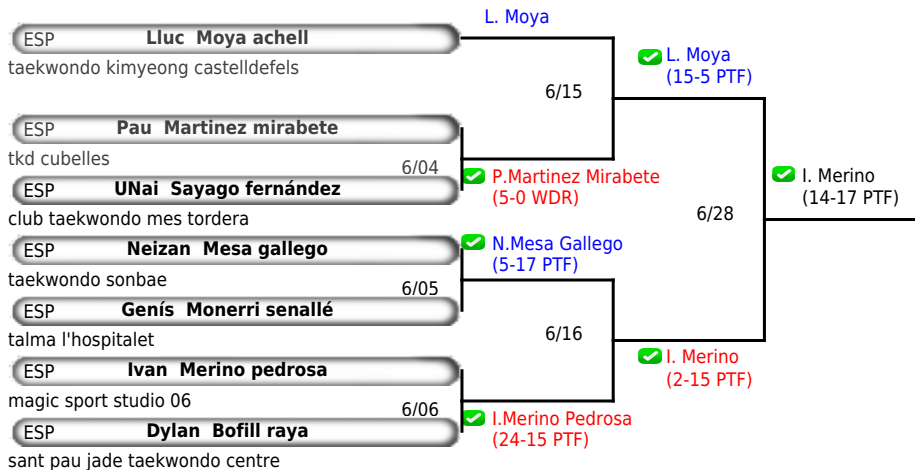 L. Moya
ESP Lluc Moya achell
taekwondo kimyeong castelldefels
L. Moya
(15-5 PTF)
6/15
ESP Pau Martinez mirabete
tkd cubelles
6/04
ESP UNai Sayago fernández
club taekwondo mes tordera
P.Martinez Mirabete
(5-0 WDR)
I. Merino
(14-17 PTF)
6/28
ESP Neizan Mesa gallego
taekwondo sonbae
N.Mesa Gallego
(5-17 PTF)
6/05
ESP Genís Monerri senallé
talma l'hospitalet
6/16
I. Merino
(2-15 PTF)
ESP Ivan Merino pedrosa
magic sport studio 06
6/06
ESP Dylan Bofill raya
sant pau jade taekwondo centre
I.Merino Pedrosa
(24-15 PTF)